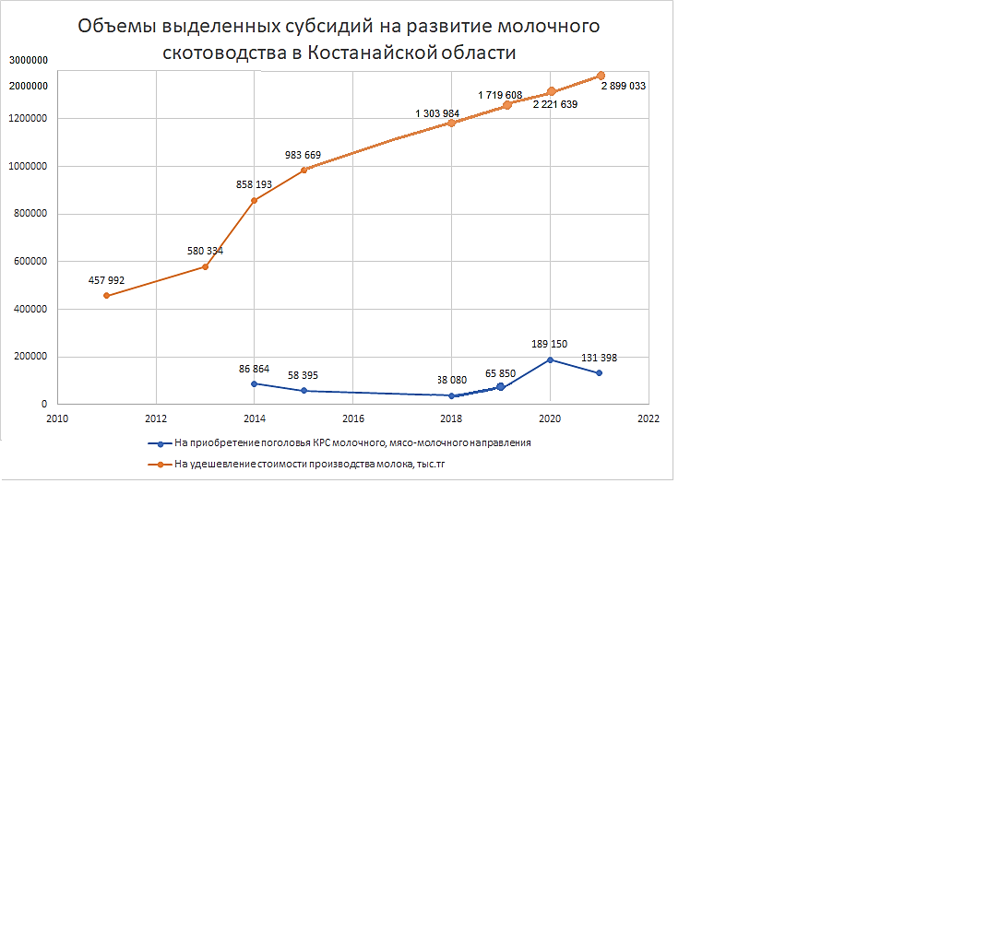 Объемы выделенных субсидий на развитие молочного
скотоводства в Костанайской области
3000000
2000000
1200000
1000000
800000
600000
400000
200000
0
457 992
580 334
858 193
983 669
1 303 984
1 719 608
2 221 639
2 899 033
86 864
58 395
38 080
65 850
189 150
131 398
2010 2012 2014 2016 2018 2020 2022
На приобретение поголовья КРС молочного, мясо-молочного направления
На удешевление стоимости производства молока, тыс.тг